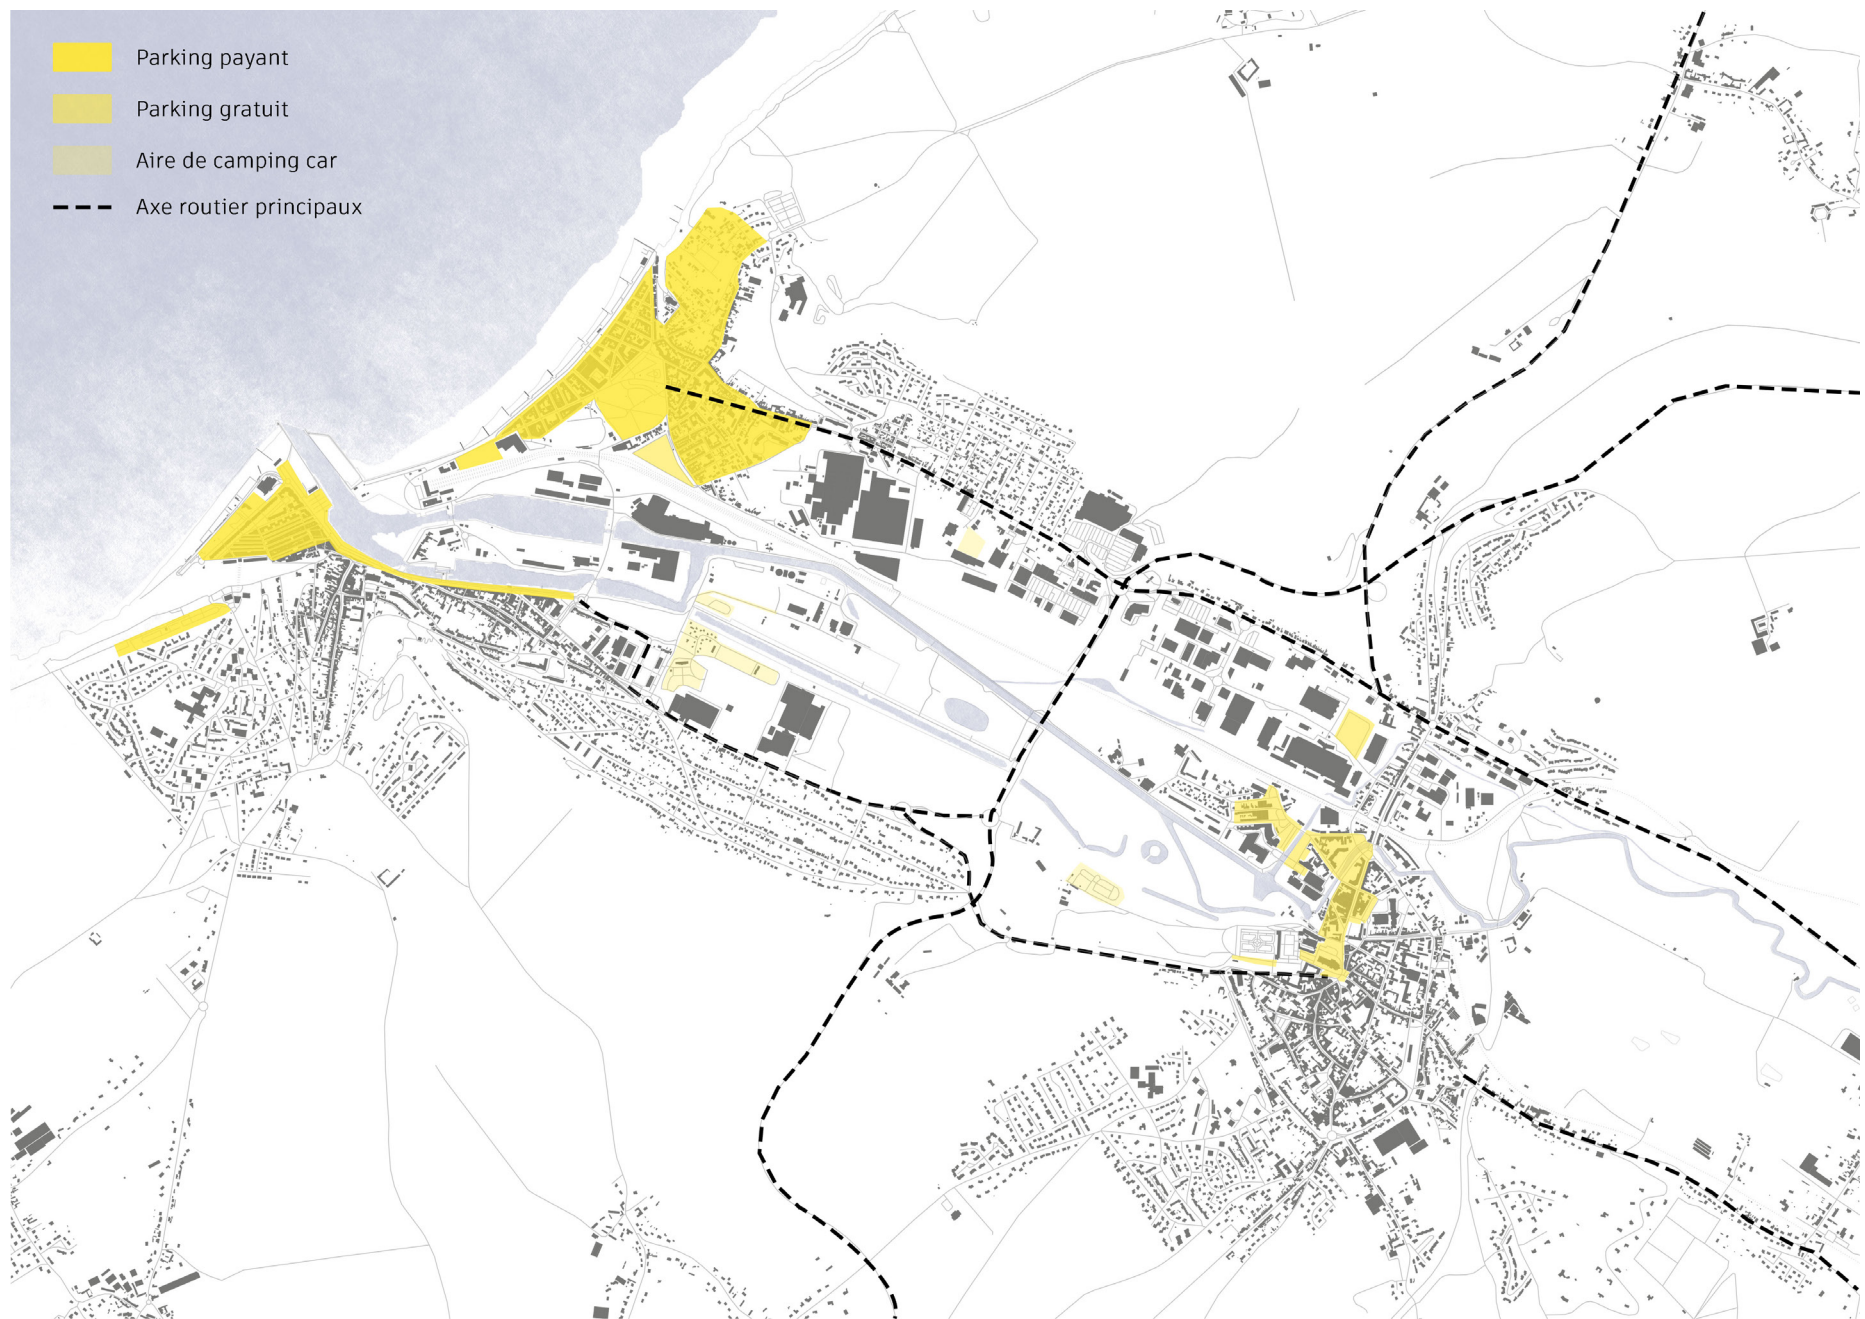 Parking payant
Parking gratuit
Aire de camping car
Axe routier principaux